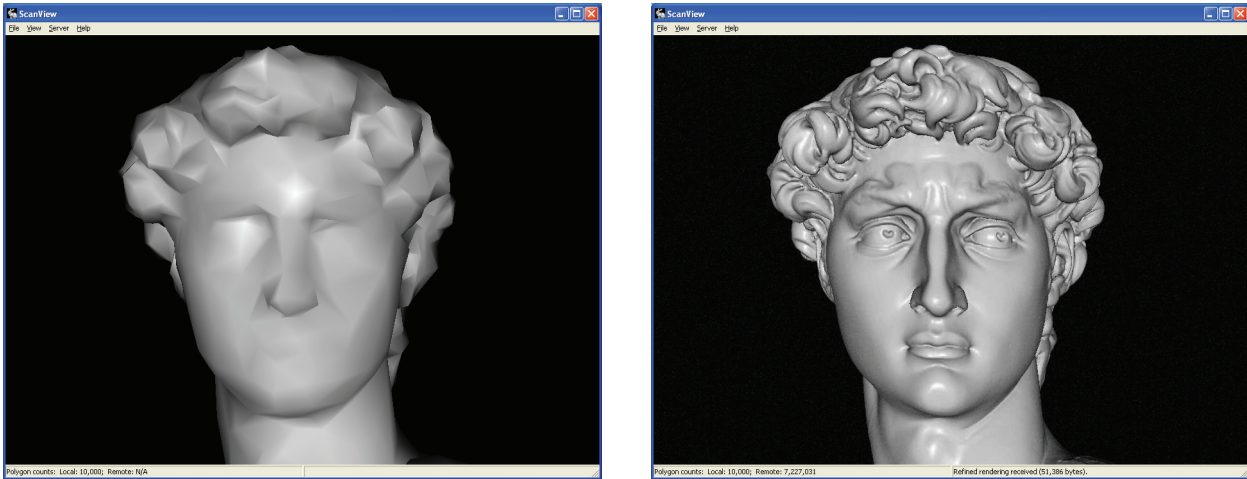 ScanView
File View Server Help
Polygon counts: Local: 10,000; Remote: N/A
ScanView
File View Server Help
Polygon counts: Local: 10,000; Remote: 7,227,031
Refined rendering received (51,386 bytes).